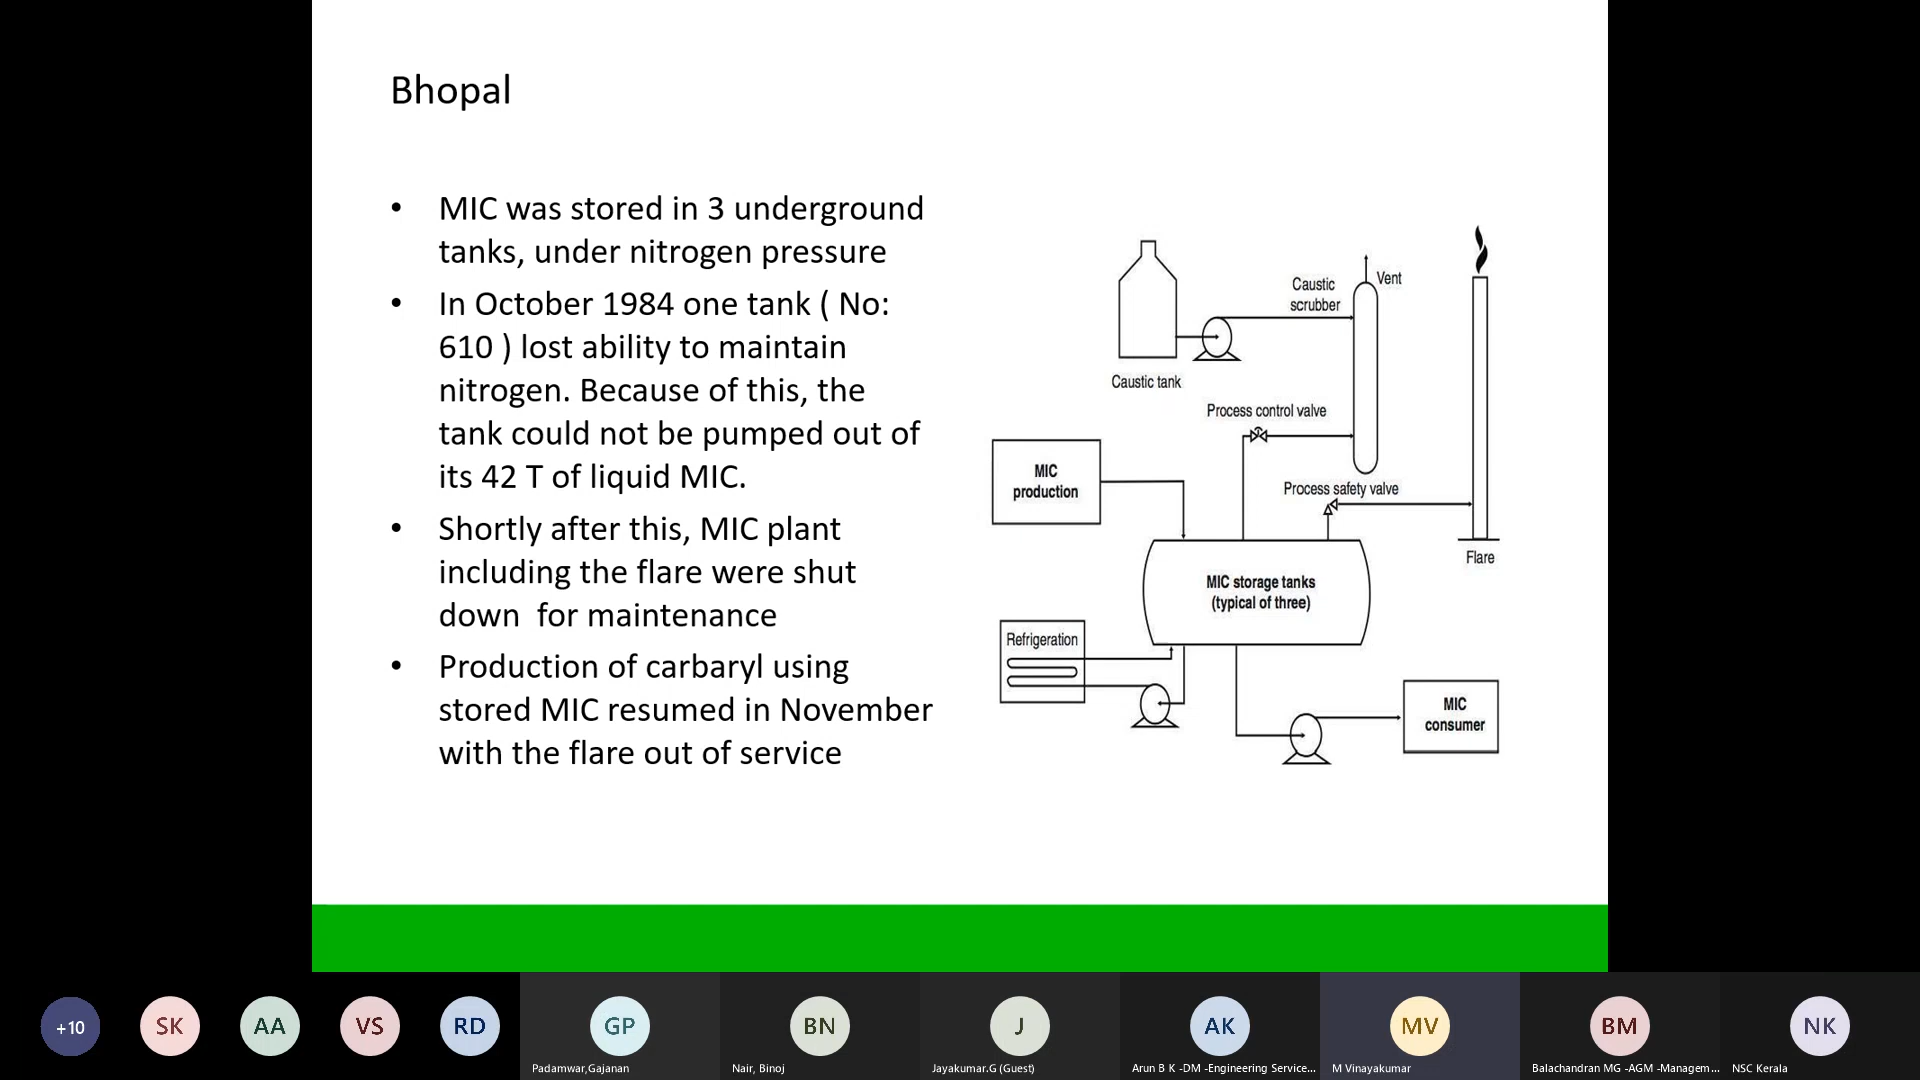 Bhopal
• MIC was stored in 3 underground
tanks, under nitrogen pressure
• In October 1984 one tank ( No:
610 ) lost ability to maintain
nitrogen. Because of this, the
tank could not be pumped out of
its 42 T of liquid MIC.
• Shortly after this, MIC plant
including the flare were shut
down  for maintenance
• Production of carbaryl using
stored MIC resumed in November
with the flare out of service
Caustic
scrubber
Vent
Caustic tank
Process control valve
MIC
production
Process safety valve
Flare
MIC storage tanks
(typical of three)
Refrigeration
MIC
consumer
+10
SK
AA
VS
RD
GP
Padamwar,Gajanan
BN
Nair, Binoj
J
Jayakumar.G (Guest)
AK
Arun B K -DM -Engineering Service...
MV
M Vinayakumar
BM
Balachandran MG -AGM -Managem...
NK
NSC Kerala